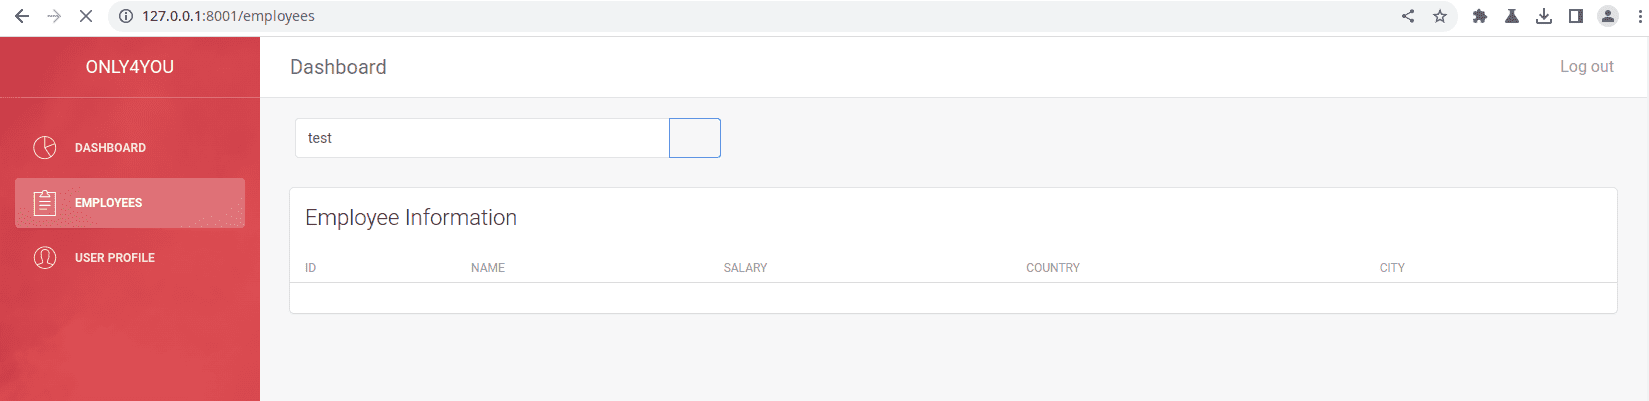 127.0.0.1:8001/employees
ONLY4YOU
Dashboard
Log out
DASHBOARD
test
EMPLOYEES
Employee Information
USER PROFILE
ID NAME SALARY COUNTRY CITY